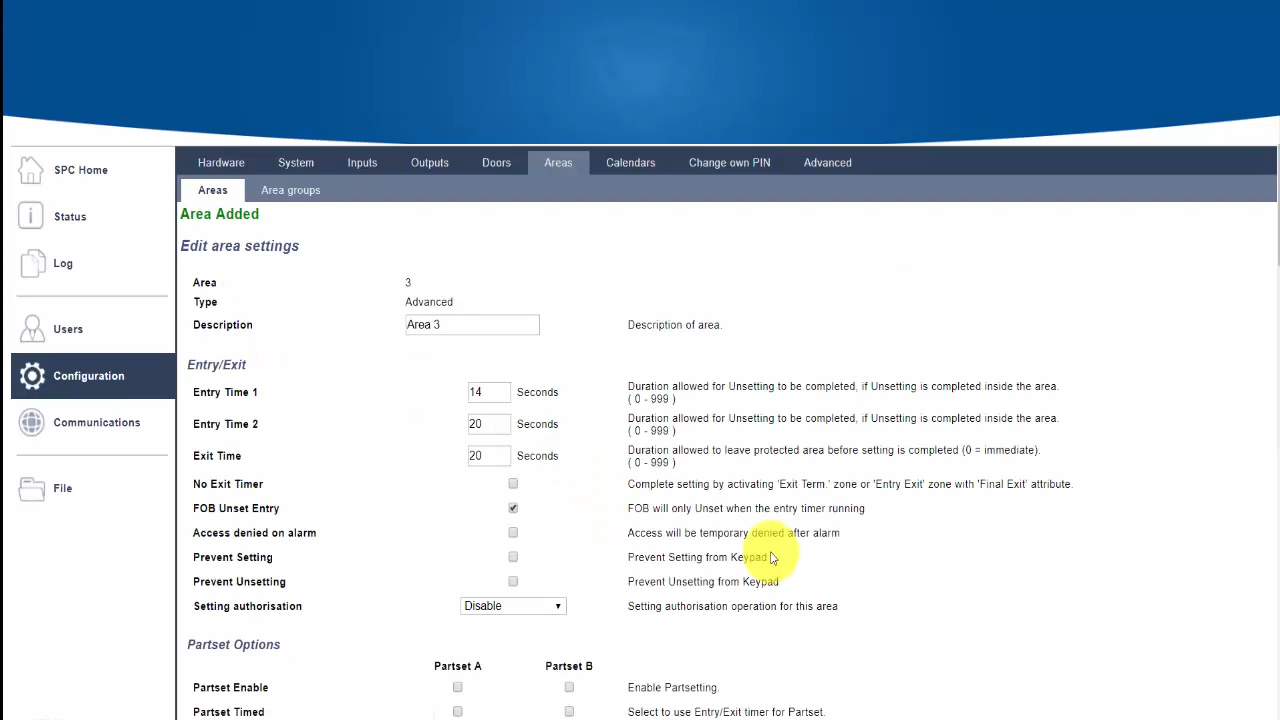 Hardware System Inputs Outputs Doors Areas Calendars Change own PIN Advanced
Areas Area groups
SPC Home
Status
Log
Users
Configuration
Communications
File
Area Added
Edit area settings
Area 3
Type Advanced
Description Area 3 Description of area.
Entry/Exit
Entry Time 1 14 Seconds Duration allowed for Unsetting to be completed, if Unsetting is completed inside the area.
( 0 - 999 )
Entry Time 2 20 Seconds Duration allowed for Unsetting to be completed, if Unsetting is completed inside the area.
( 0 - 999 )
Exit Time 20 Seconds Duration allowed to leave protected area before setting is completed (0 = immediate).
( 0 - 999 )
No Exit Timer Complete setting by activating 'Exit Term.' zone or 'Entry Exit' zone with 'Final Exit' attribute.
FOB Unset Entry FOB will only Unset when the entry timer running
Access denied on alarm Access will be temporary denied after alarm
Prevent Setting Prevent Setting from Keypad
Prevent Unsetting Prevent Unsetting from Keypad
Setting authorisation Disable Setting authorisation operation for this area
Partset Options
Partset A Partset B
Partset Enable Enable Partsetting.
Partset Timed Select to use Entry/Exit timer for Partset.